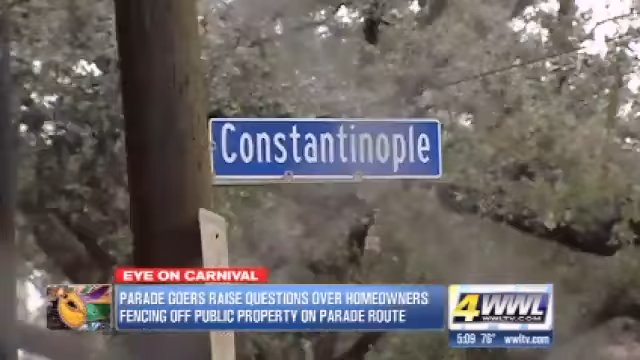 Constantinople
EYE ON CARNIVAL
PARADE GOERS RAISE QUESTIONS OVER HOMEOWNERS
FENCING OFF PUBLIC PROPERTY ON PARADE ROUTE
4WWL
WWLTV.COM
5:09 76° wwltv.com